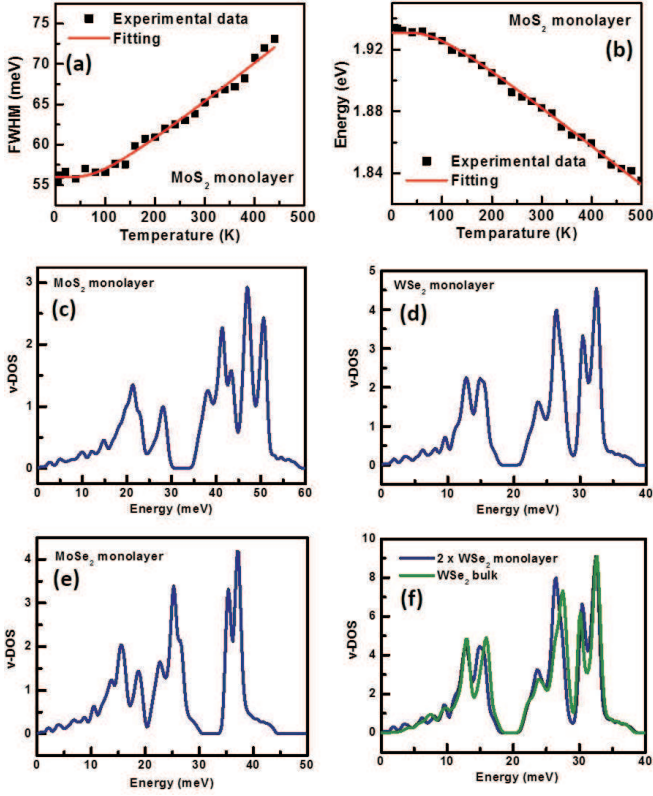 75
70
65
60
55
50
FWHM (meV)
Experimental data
Fitting
(a)
MoS2 monolayer
0 100 200 300 400 500
Temperature (K)
MoS2 monolayer
(b)
1.92
1.88
1.84
Energy (eV)
Experimental data
Fitting
0 100 200 300 400 500
Temparature (K)
MoS2 monolayer
(c)
3
2
1
0
v-DOS
0 10 20 30 40 50 60
Energy (meV)
WSe2 monolayer
(d)
5
4
3
2
1
0
v-DOS
0 10 20 30 40
Energy (meV)
MoSe2 monolayer
(e)
4
3
2
1
0
v-DOS
0 10 20 30 40 50
Energy (meV)
2 x WSe2 monolayer
WSe2 bulk
(f)
10
8
6
4
2
0
v-DOS
0 10 20 30 40
Energy (meV)